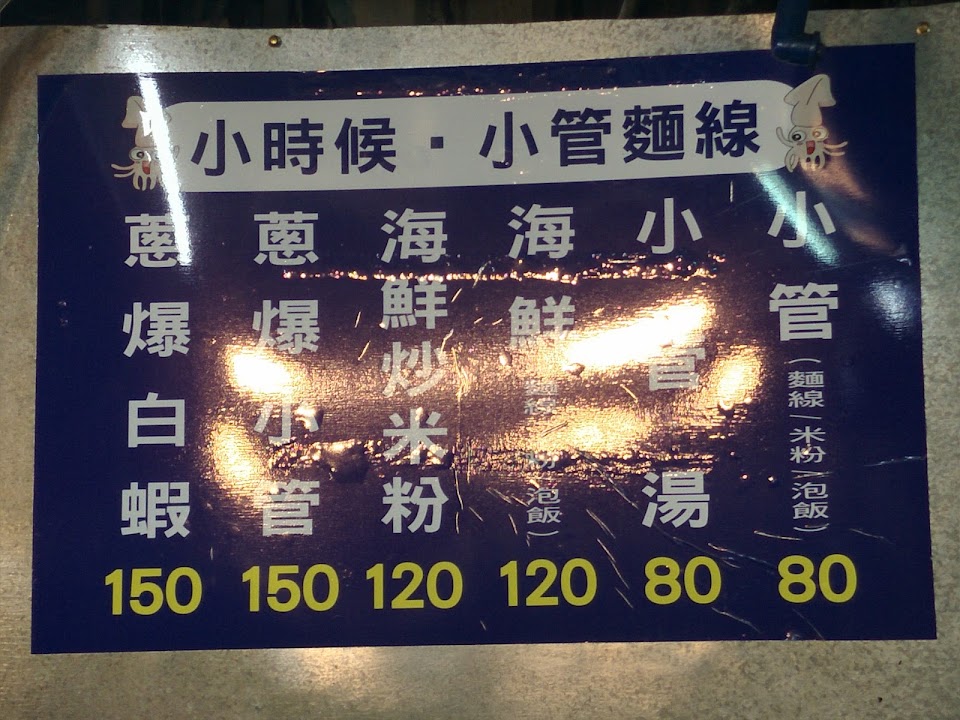 小時候・小管麵線
小管(麵線/米粉/泡飯) 80
小管湯 80
海鮮(麵線/米粉/泡飯) 120
海鮮炒米粉 120
蔥爆小管 150
蔥爆白蝦 150